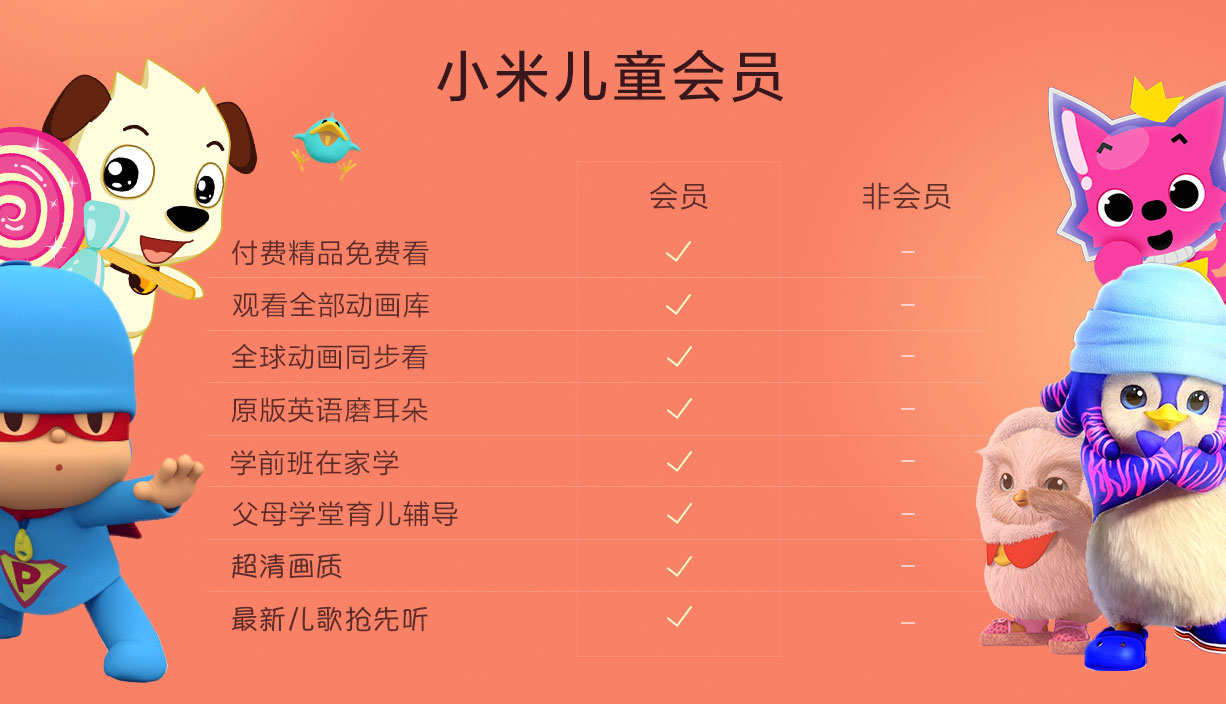 小米儿童会员
会员 非会员
付费精品免费看 ✓ –
观看全部动画库 ✓ –
全球动画同步看 ✓ –
原版英语磨耳朵 ✓ –
学前班在家学 ✓ –
父母学堂育儿辅导 ✓ –
超清画质 ✓ –
最新儿歌抢先听 ✓ –
P